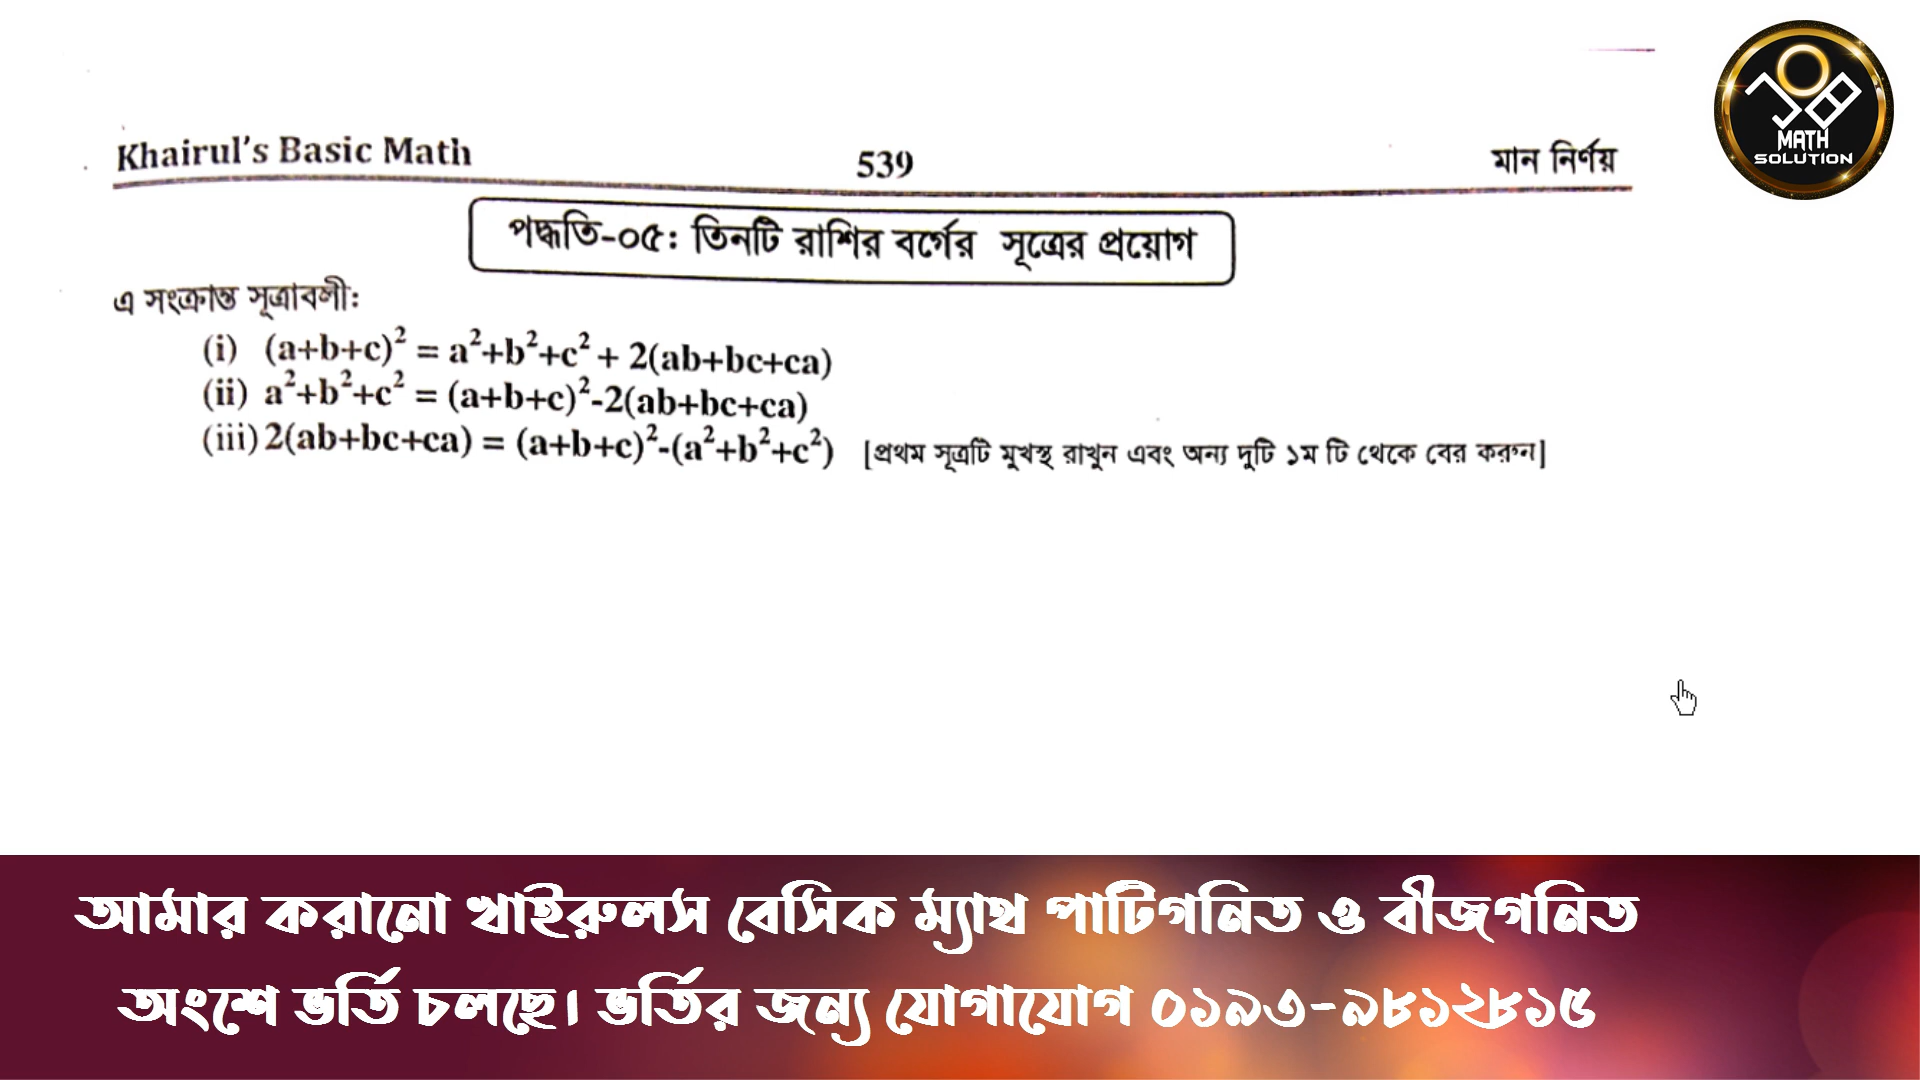 Khairul's Basic Math 539 মান নির্ণয়
MATH
SOLUTION
পদ্ধতি-০৫: তিনটি রাশির বর্গের সূত্রের প্রয়োগ
এ সংক্রান্ত সূত্রাবলী:
(i) (a+b+c)² = a²+b²+c² + 2(ab+bc+ca)
(ii) a²+b²+c² = (a+b+c)²-2(ab+bc+ca)
(iii) 2(ab+bc+ca) = (a+b+c)²-(a²+b²+c²) [প্রথম সূত্রটি মুখস্থ রাখুন এবং অন্য দুটি ১ম টি থেকে বের করুন]
আমার করানো খাইরুলস বেসিক ম্যাথ পাটিগনিত ও বীজগনিত
অংশে ভর্তি চলছে। ভর্তির জন্য যোগাযোগ ০১৯৩-৯৮১২৮১৫